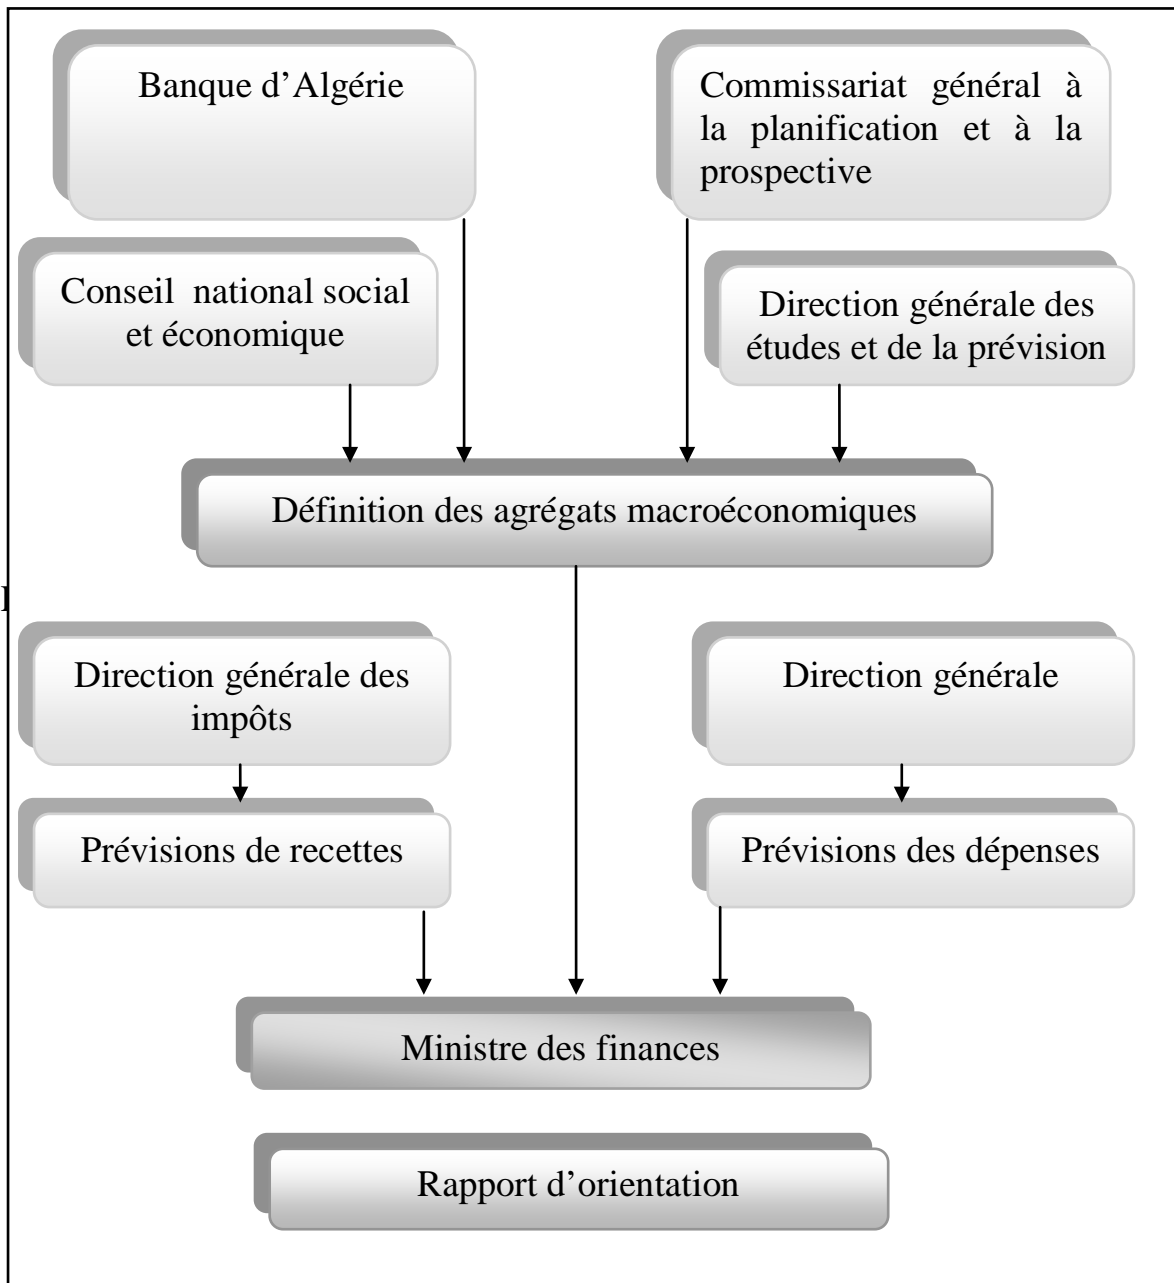 Banque d’Algérie
Commissariat général à
la planification et à la
prospective
Conseil national social
et économique
Direction générale des
études et de la prévision
Définition des agrégats macroéconomiques
Direction générale des
impôts
Direction générale
Prévisions de recettes
Prévisions des dépenses
Ministre des finances
Rapport d’orientation